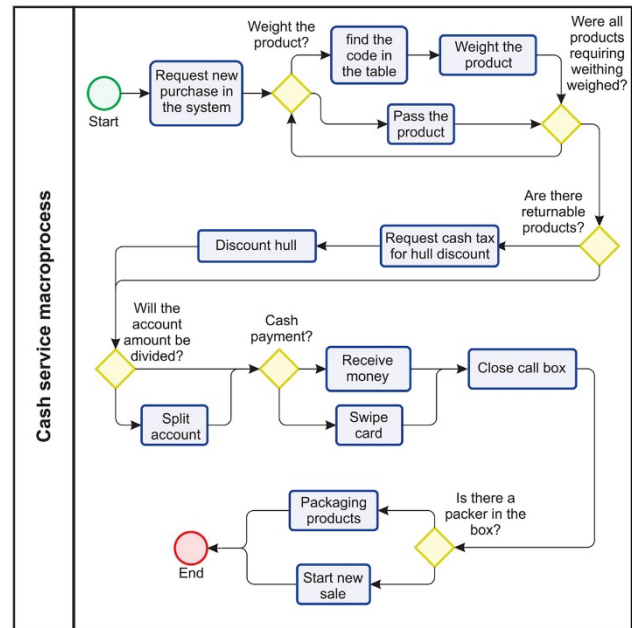 Cash service macroprocess
Start
Request new
purchase in
the system
Weight the
product?
find the
code in
the table
Weight the
product
Were all
products
requiring
weithing
weighed?
Pass the
product
Are there
returnable
products?
Request cash tax
for hull discount
Discount hull
Will the
account
amount be
divided?
Split
account
Cash
payment?
Receive
money
Swipe
card
Close call box
Is there a
packer in the
box?
Packaging
products
Start new
sale
End